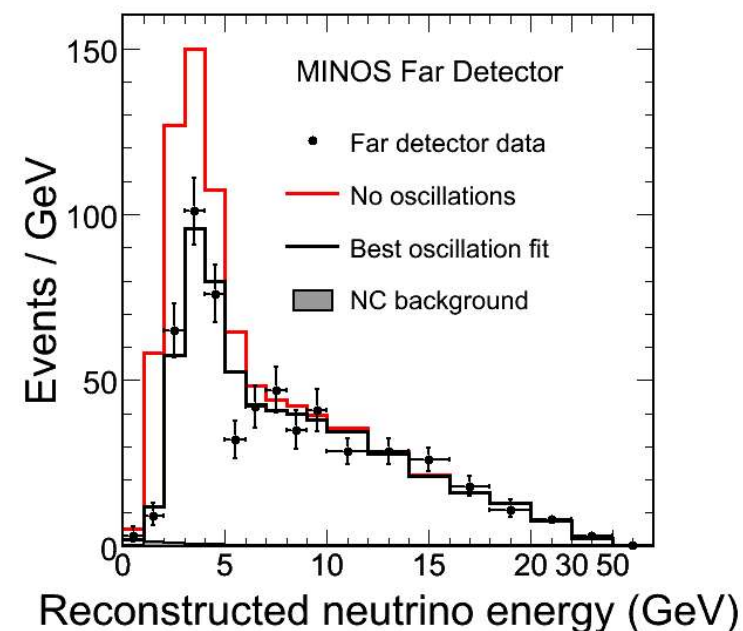 150
100
50
0
Events / GeV
MINOS Far Detector
Far detector data
No oscillations
Best oscillation fit
NC background
0 5 10 15 20 30 50
Reconstructed neutrino energy (GeV)